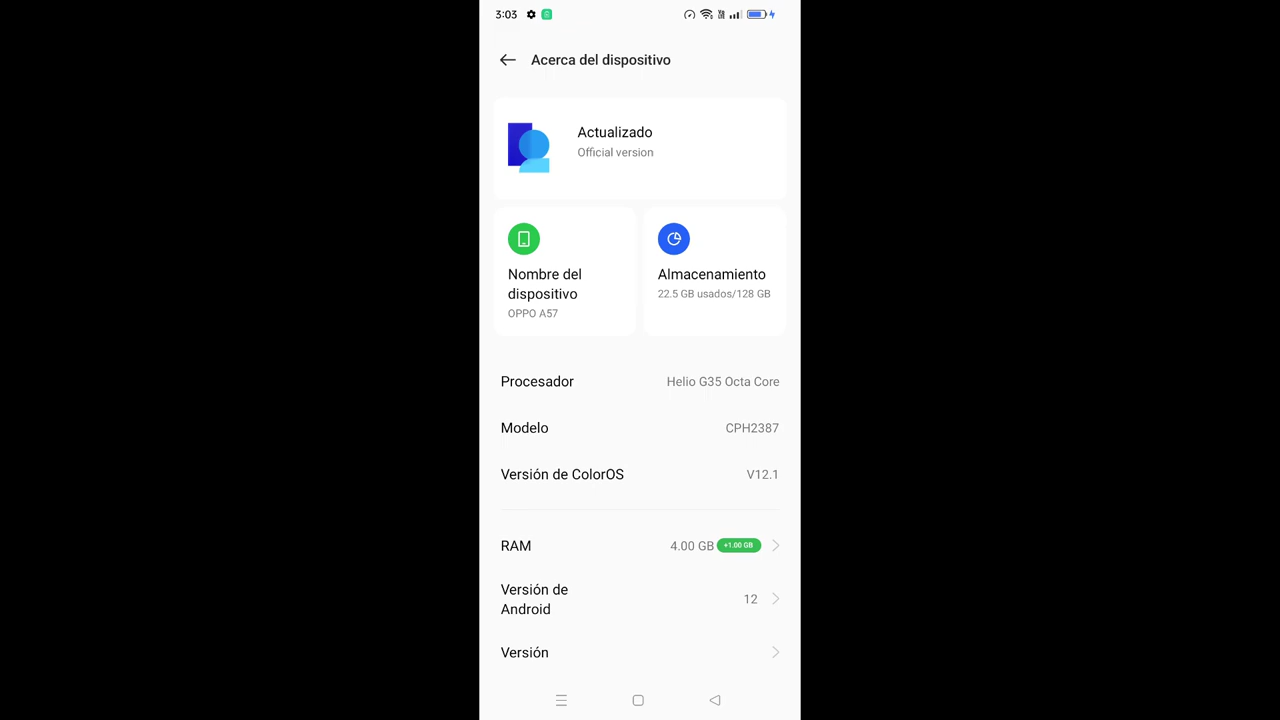 3:03
Acerca del dispositivo
Actualizado
Official version
Nombre del
dispositivo
OPPO A57
Almacenamiento
22.5 GB usados/128 GB
Procesador Helio G35 Octa Core
Modelo CPH2387
Versión de ColorOS V12.1
RAM 4.00 GB +1.00 GB
Versión de
Android 12
Versión